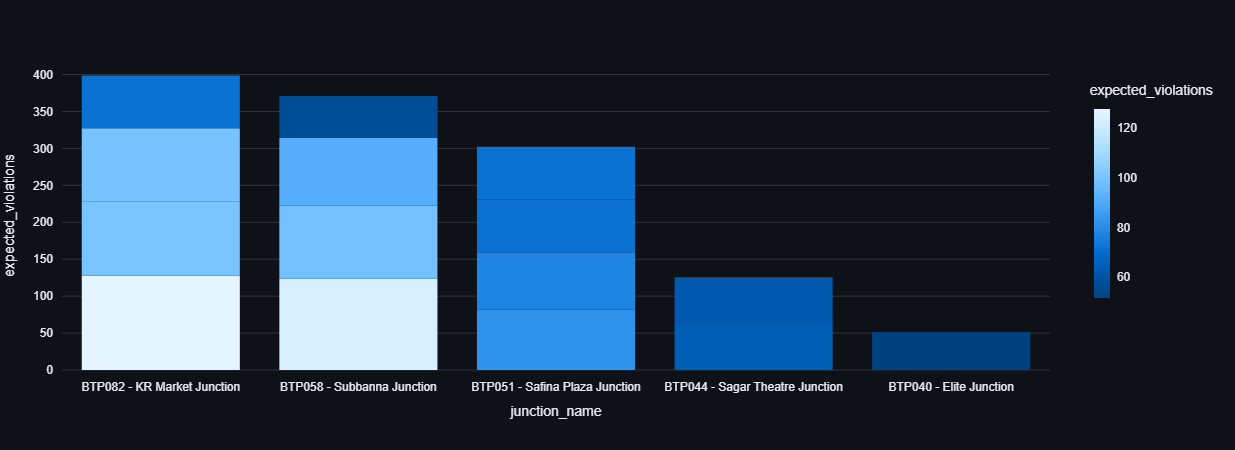 expected_violations
400
350
300
250
200
150
100
50
0
BTP082 - KR Market Junction
BTP058 - Subbanna Junction
BTP051 - Safina Plaza Junction
BTP044 - Sagar Theatre Junction
BTP040 - Elite Junction
junction_name
expected_violations
120
100
80
60